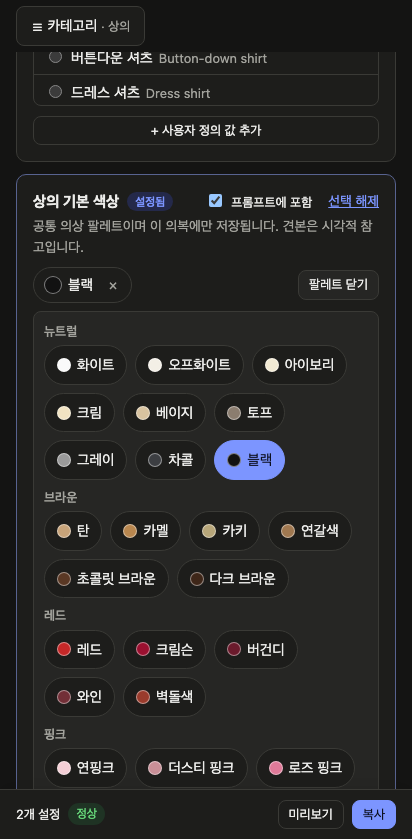 ≡ 카테고리 · 상의
버튼다운 셔츠 Button-down shirt
드레스 셔츠 Dress shirt
+ 사용자 정의 값 추가
상의 기본 색상 설정됨 프롬프트에 포함 선택 해제
공통 의상 팔레트이며 이 의복에만 저장됩니다. 견본은 시각적 참
고입니다.
블랙 × 팔레트 닫기
뉴트럴
화이트 오프화이트 아이보리
크림 베이지 토프
그레이 차콜 블랙
브라운
탄 카멜 카키 연갈색
초콜릿 브라운 다크 브라운
레드
레드 크림슨 버건디
와인 벽돌색
핑크
연핑크 더스티 핑크 로즈 핑크
2개 설정 정상 미리보기 복사